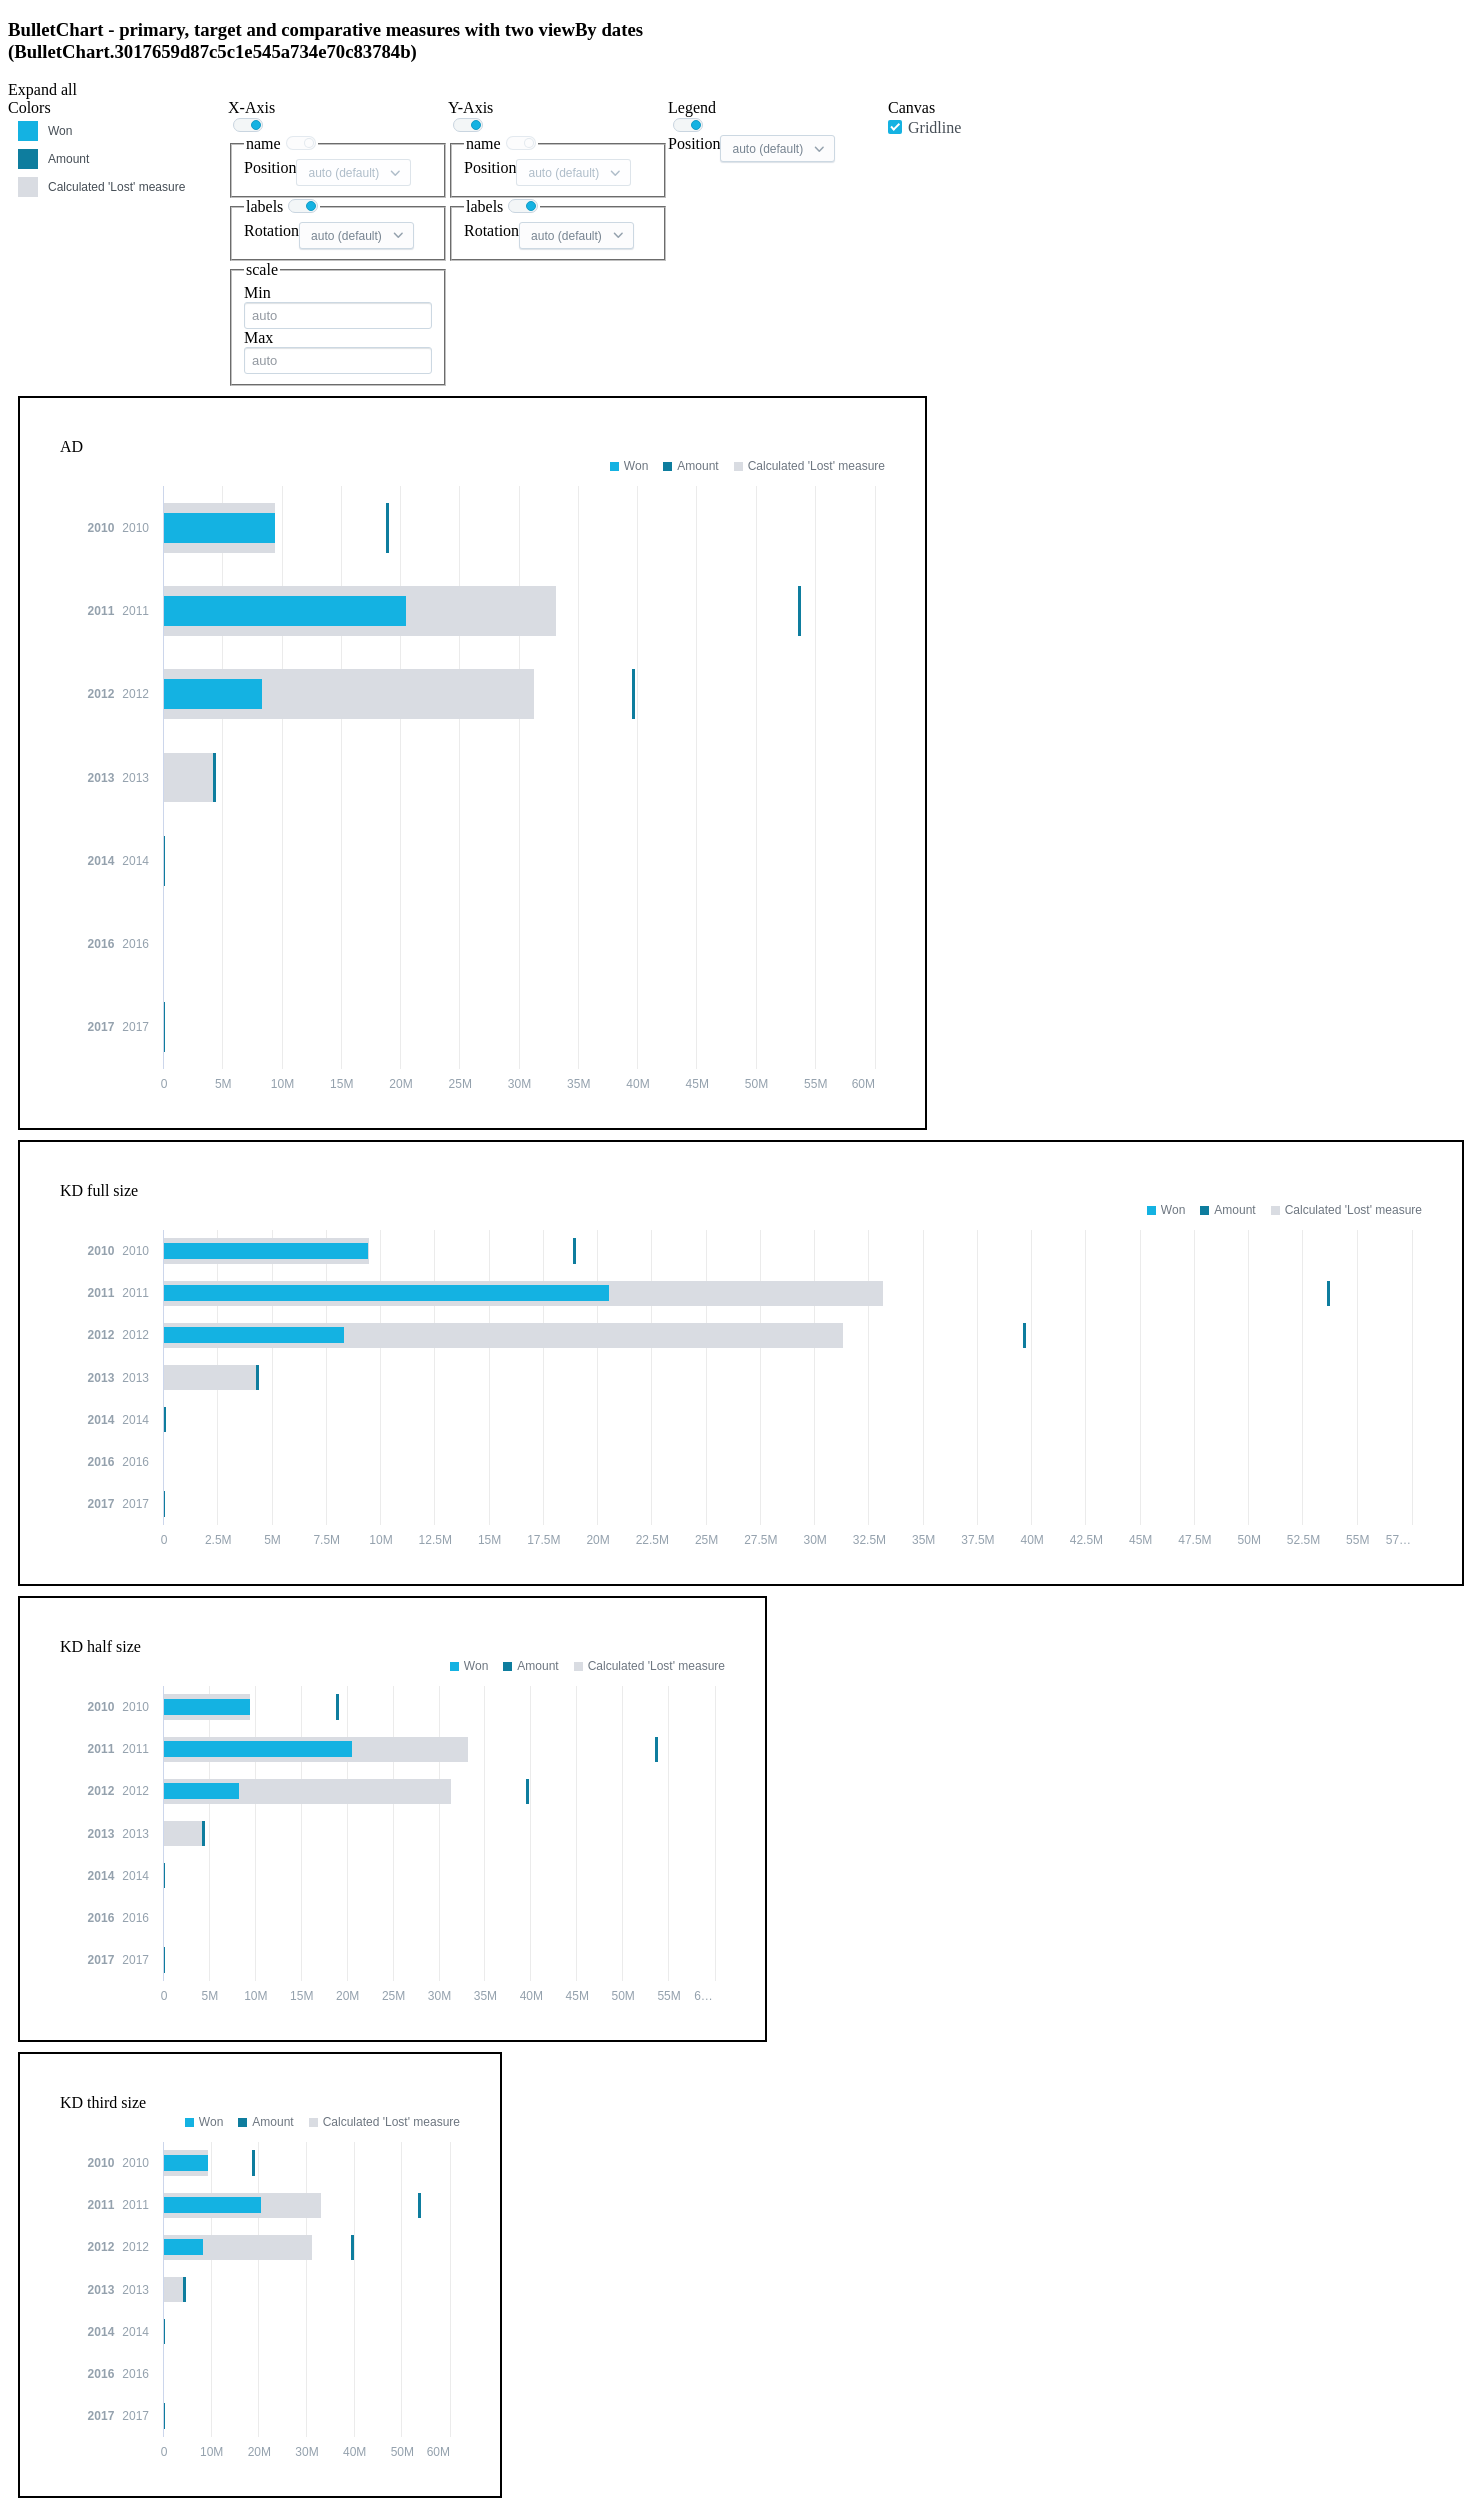 BulletChart - primary, target and comparative measures with two viewBy dates
(BulletChart.3017659d87c5c1e545a734e70c83784b)
Expand all
Colors
Won
Amount
Calculated 'Lost' measure
X-Axis
name
Position auto (default)
labels
Rotation auto (default)
scale
Min
auto
Max
auto
Y-Axis
name
Position auto (default)
labels
Rotation auto (default)
Legend
Position auto (default)
Canvas
Gridline
AD
Won Amount Calculated 'Lost' measure
2010 2010
2011 2011
2012 2012
2013 2013
2014 2014
2016 2016
2017 2017
0 5M 10M 15M 20M 25M 30M 35M 40M 45M 50M 55M 60M
KD full size
Won Amount Calculated 'Lost' measure
2010 2010
2011 2011
2012 2012
2013 2013
2014 2014
2016 2016
2017 2017
0 2.5M 5M 7.5M 10M 12.5M 15M 17.5M 20M 22.5M 25M 27.5M 30M 32.5M 35M 37.5M 40M 42.5M 45M 47.5M 50M 52.5M 55M 57…
KD half size
Won Amount Calculated 'Lost' measure
2010 2010
2011 2011
2012 2012
2013 2013
2014 2014
2016 2016
2017 2017
0 5M 10M 15M 20M 25M 30M 35M 40M 45M 50M 55M 6…
KD third size
Won Amount Calculated 'Lost' measure
2010 2010
2011 2011
2012 2012
2013 2013
2014 2014
2016 2016
2017 2017
0 10M 20M 30M 40M 50M 60M